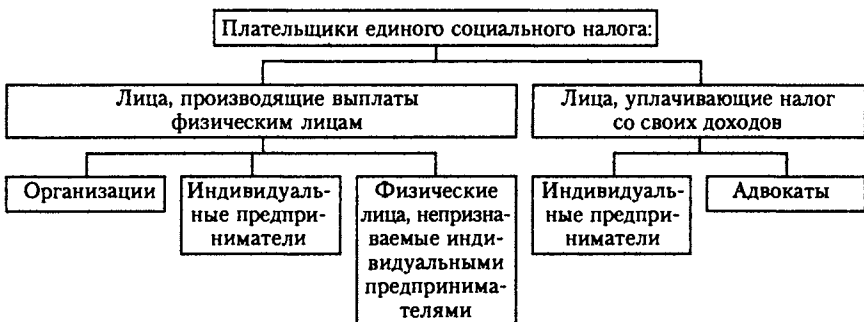 Плательщики единого социального налога:
Лица, производящие выплаты
физическим лицам
Лица, уплачивающие налог
со своих доходов
Организации
Индивидуаль-
ные предпри-
ниматели
Физические
лица, непризна-
ваемые инди-
видуальными
предпринима-
телями
Индивидуаль-
ные предпри-
ниматели
Адвокаты